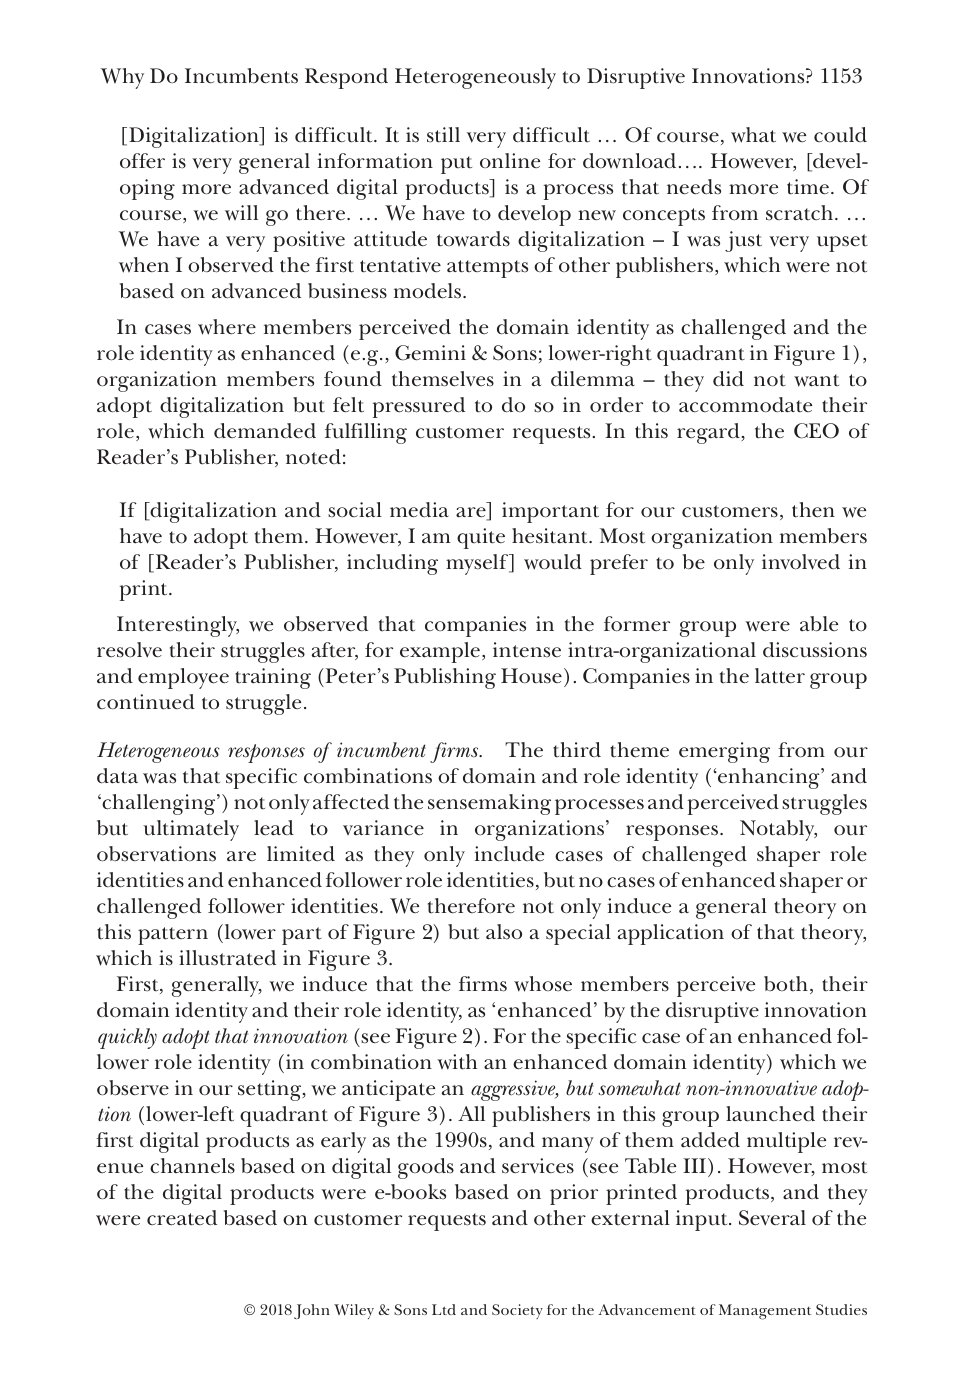 Why Do Incumbents Respond Heterogeneously to Disruptive Innovations? 1153
[Digitalization] is difficult. It is still very difficult … Of course, what we could
offer is very general information put online for download…. However, [devel-
oping more advanced digital products] is a process that needs more time. Of
course, we will go there. … We have to develop new concepts from scratch. …
We have a very positive attitude towards digitalization – I was just very upset
when I observed the first tentative attempts of other publishers, which were not
based on advanced business models.
In cases where members perceived the domain identity as challenged and the
role identity as enhanced (e.g., Gemini & Sons; lower-right quadrant in Figure 1),
organization members found themselves in a dilemma – they did not want to
adopt digitalization but felt pressured to do so in order to accommodate their
role, which demanded fulfilling customer requests. In this regard, the CEO of
Reader’s Publisher, noted:
If [digitalization and social media are] important for our customers, then we
have to adopt them. However, I am quite hesitant. Most organization members
of [Reader’s Publisher, including myself] would prefer to be only involved in
print.
Interestingly, we observed that companies in the former group were able to
resolve their struggles after, for example, intense intra-organizational discussions
and employee training (Peter’s Publishing House). Companies in the latter group
continued to struggle.
Heterogeneous responses of incumbent firms. The third theme emerging from our
data was that specific combinations of domain and role identity (‘enhancing’ and
‘challenging’) not only affected the sensemaking processes and perceived struggles
but ultimately lead to variance in organizations’ responses. Notably, our
observations are limited as they only include cases of challenged shaper role
identities and enhanced follower role identities, but no cases of enhanced shaper or
challenged follower identities. We therefore not only induce a general theory on
this pattern (lower part of Figure 2) but also a special application of that theory,
which is illustrated in Figure 3.
First, generally, we induce that the firms whose members perceive both, their
domain identity and their role identity, as ‘enhanced’ by the disruptive innovation
quickly adopt that innovation (see Figure 2). For the specific case of an enhanced fol-
lower role identity (in combination with an enhanced domain identity) which we
observe in our setting, we anticipate an aggressive, but somewhat non-innovative adop-
tion (lower-left quadrant of Figure 3). All publishers in this group launched their
first digital products as early as the 1990s, and many of them added multiple rev-
enue channels based on digital goods and services (see Table III). However, most
of the digital products were e-books based on prior printed products, and they
were created based on customer requests and other external input. Several of the
© 2018 John Wiley & Sons Ltd and Society for the Advancement of Management Studies